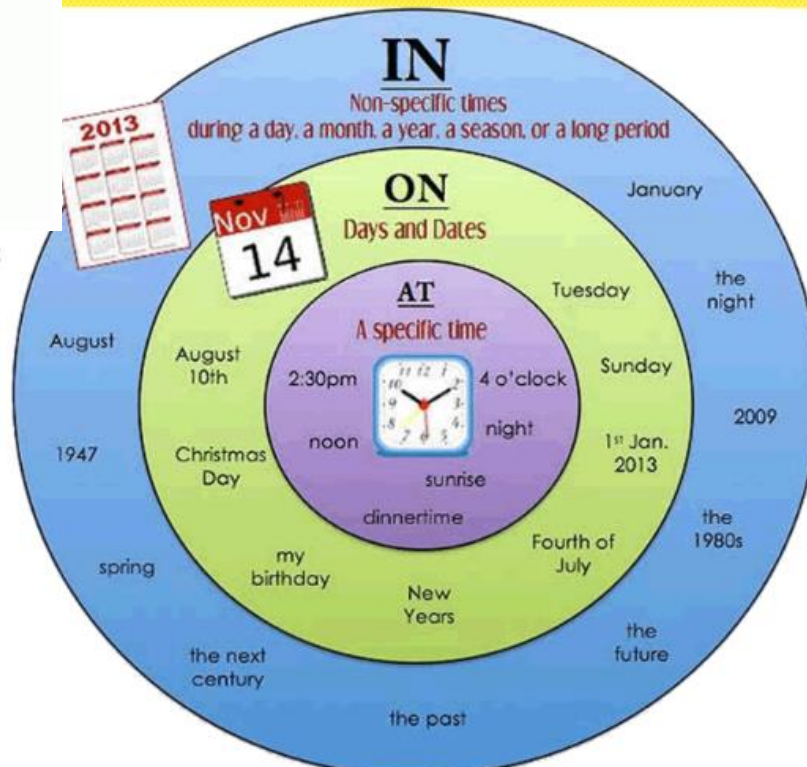 IN
Non-specific times
during a day, a month, a year, a season, or a long period
2013
January
ON
Days and Dates
Nov
14
the
night
Tuesday
AT
A specific time
August
August
10th
2:30pm
4 o'clock
Sunday
2009
noon
night
1st Jan.
2013
1947
Christmas
Day
sunrise
dinnertime
the
1980s
Fourth of
July
spring
my
birthday
New
Years
the
future
the next
century
the past